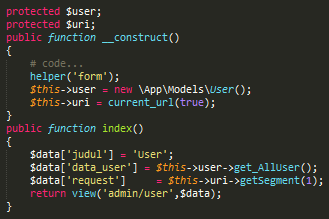 protected $user;
protected $uri;
public function __construct()
{
    # code...
    helper('form');
    $this->user = new \App\Models\User();
    $this->uri = current_url(true);
}
public function index()
{
    $data['judul'] = 'User';
    $data['data_user'] = $this->user->get_AllUser();
    $data['request']    = $this->uri->getSegment(1);
    return view('admin/user',$data);
}